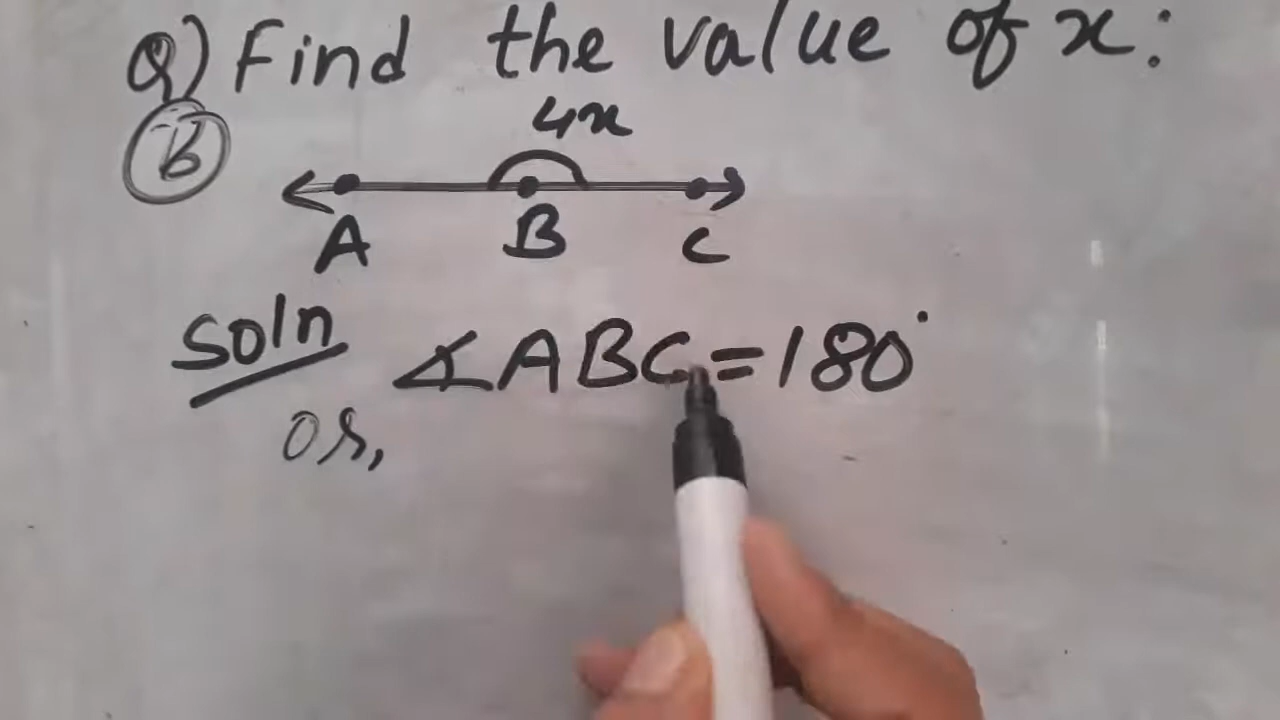 Q) Find the value of x:
B
4x
A B C
Soln ∡ABC=180°
or,